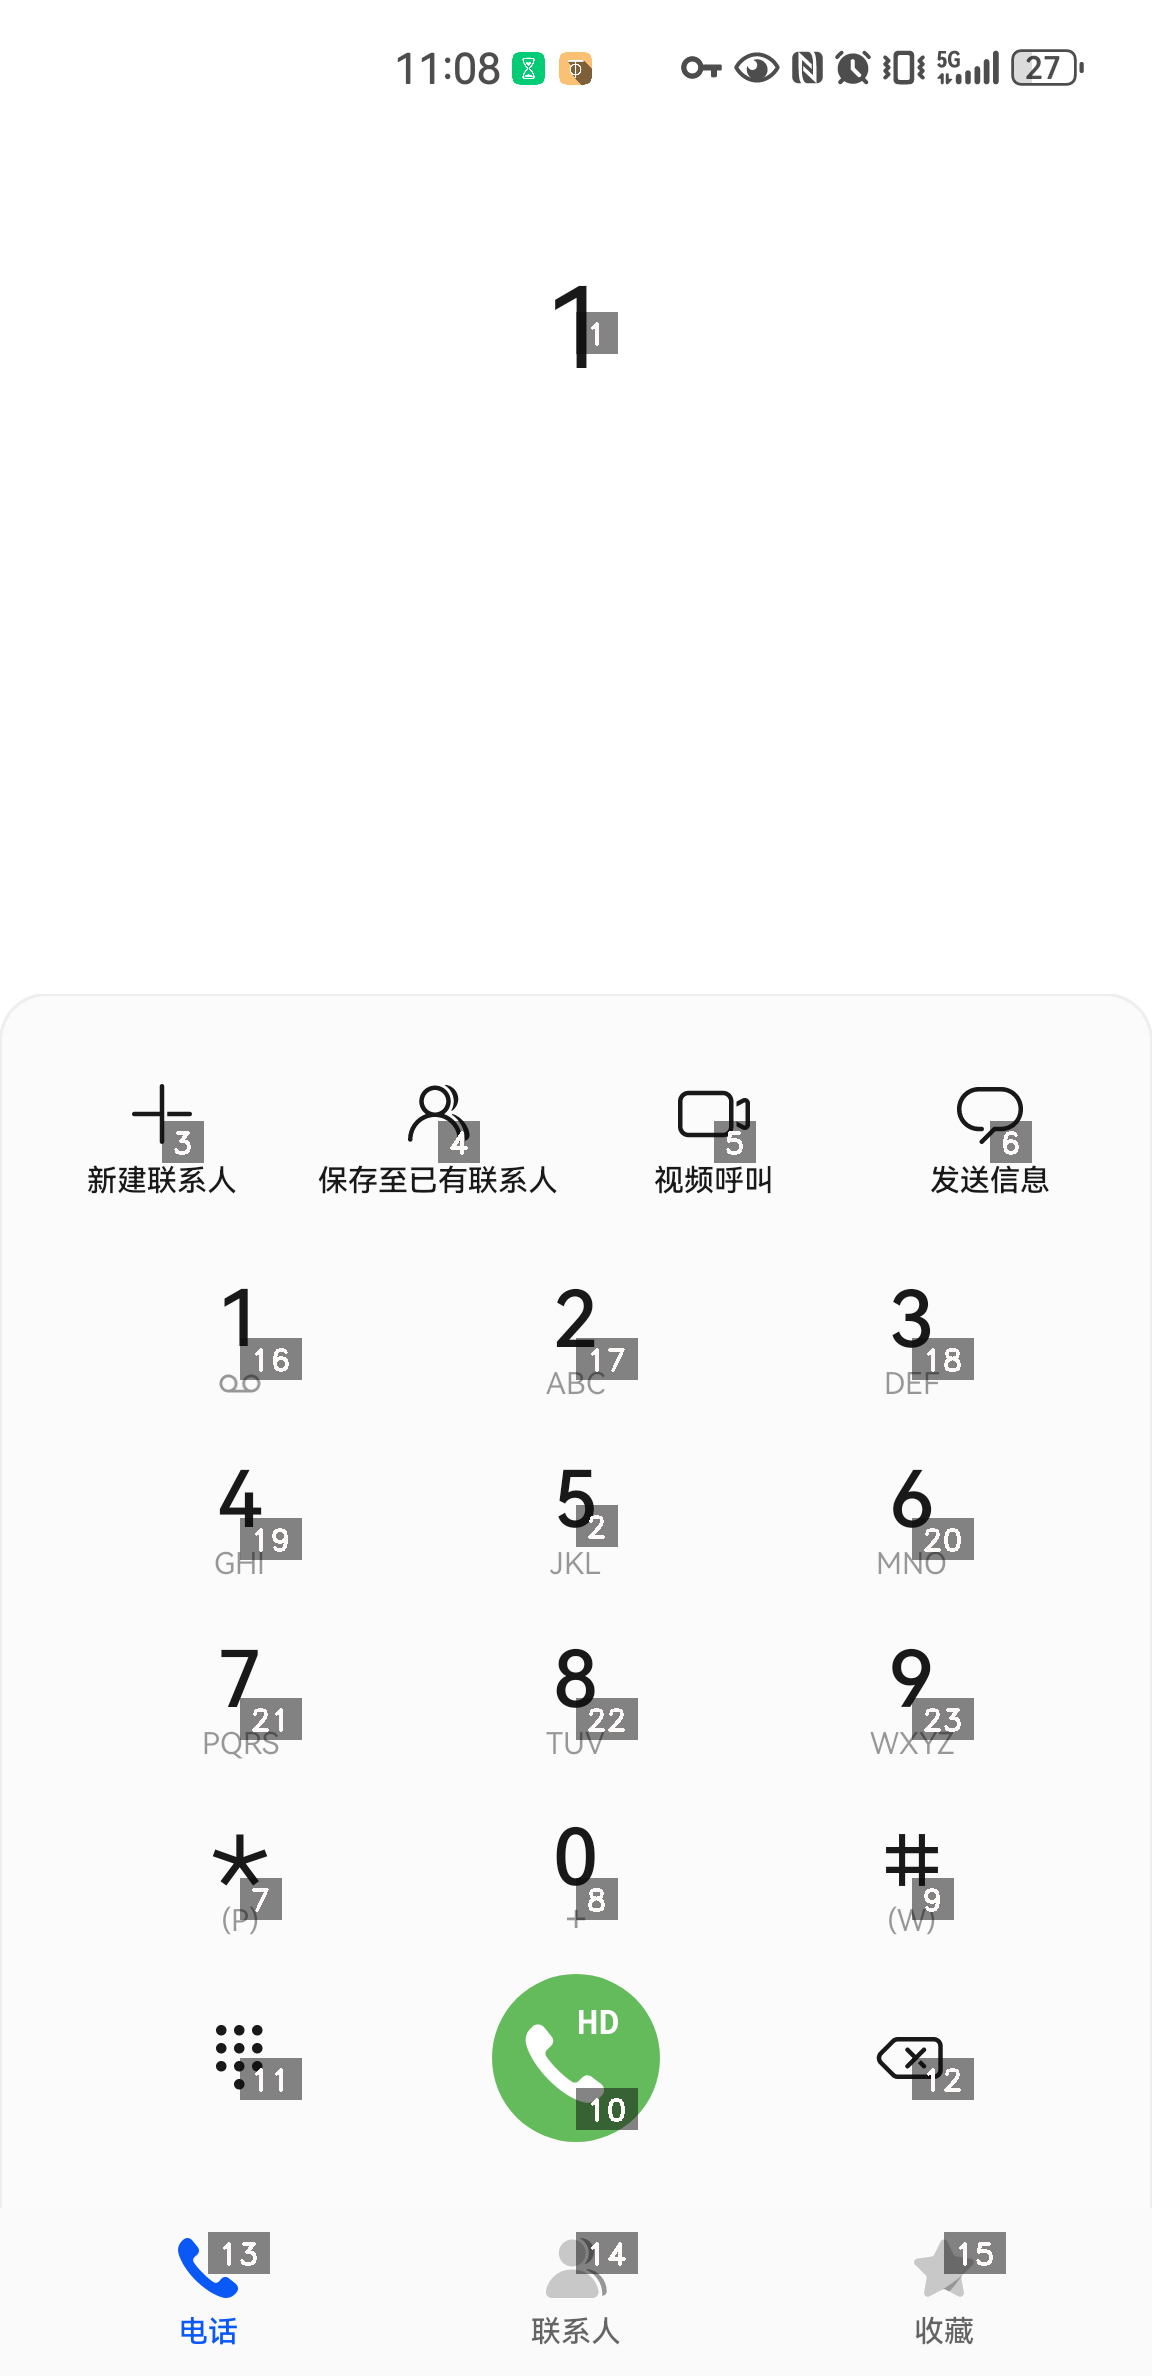 11:08 5G 27
1
1
3 4 5 6
新建联系人 保存至已有联系人 视频呼叫 发送信息
1 2 3
16 17 18
ABC DEF
4 5 6
19 2 20
GHI JKL MNO
7 8 9
21 22 23
PQRS TUV WXYZ
* 0 #
7 8 9
(P) + (W)
HD
11 10 12
13 14 15
电话 联系人 收藏